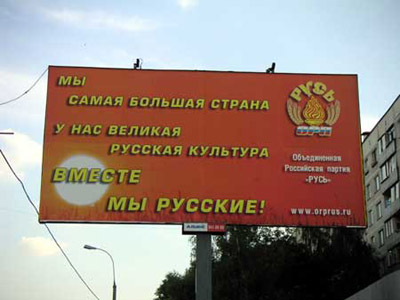 МЫ
САМАЯ БОЛЬШАЯ СТРАНА
У НАС ВЕЛИКАЯ
РУССКАЯ КУЛЬТУРА
ВМЕСТЕ
МЫ РУССКИЕ!
РУСЬ
ОРП
Объединенная
Российская партия
«РУСЬ»
www.orprus.ru